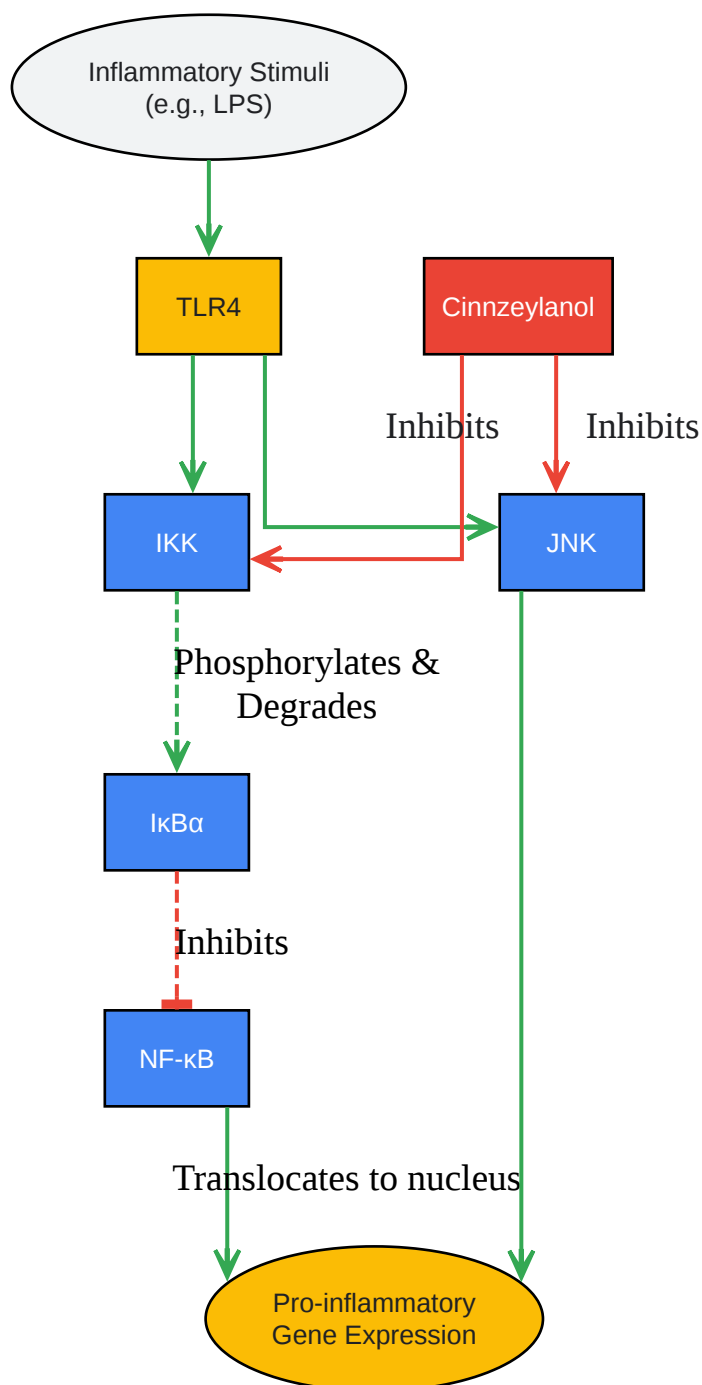 Inflammatory Stimuli
(e.g., LPS)
TLR4
Cinnzeylanol
Inhibits
Inhibits
IKK
JNK
Phosphorylates &
Degrades
IκBα
Inhibits
NF-κB
Translocates to nucleus
Pro-inflammatory
Gene Expression